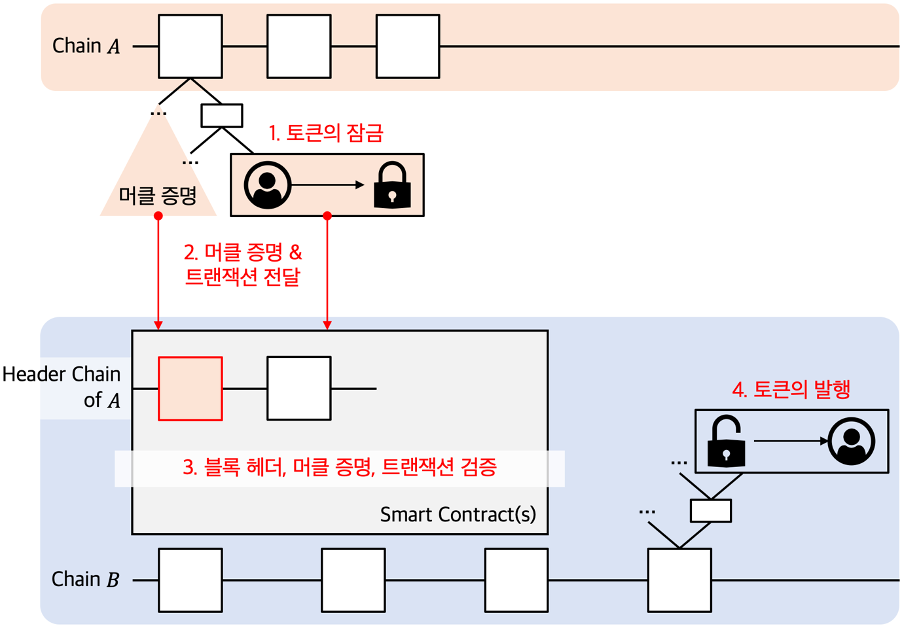 Chain A
...
1. 토큰의 잠금
...
머클 증명
2. 머클 증명 &
트랜잭션 전달
Header Chain
of A
4. 토큰의 발행
3. 블록 헤더, 머클 증명, 트랜잭션 검증
...
Smart Contract(s)
...
Chain B